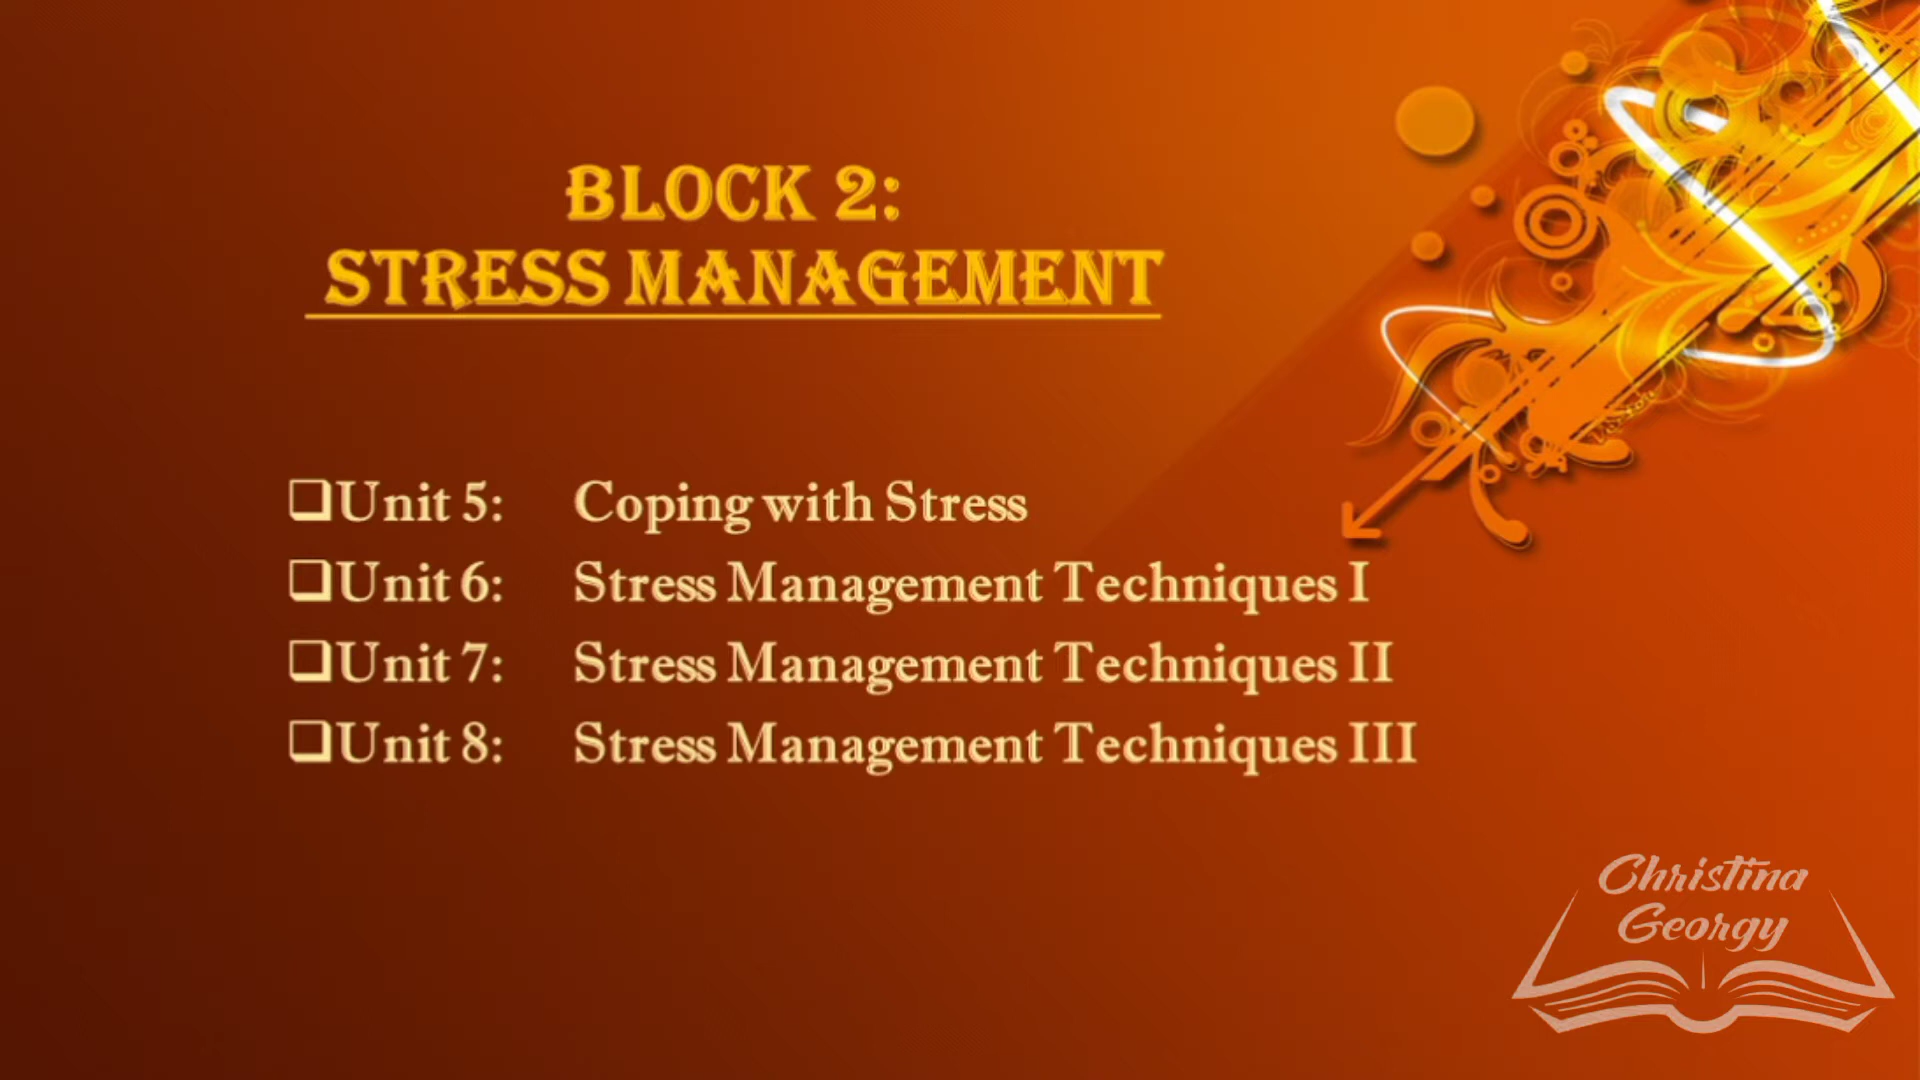 BLOCK 2:
STRESS MANAGEMENT
❑Unit 5: Coping with Stress
❑Unit 6: Stress Management Techniques I
❑Unit 7: Stress Management Techniques II
❑Unit 8: Stress Management Techniques III
Christina
Georgy